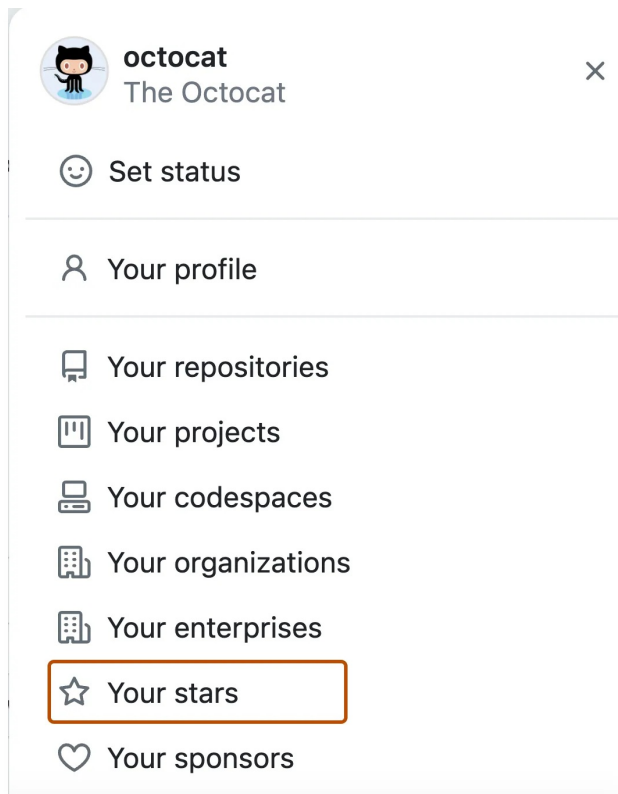 octocat
The Octocat
Set status
Your profile
Your repositories
Your projects
Your codespaces
Your organizations
Your enterprises
Your stars
Your sponsors